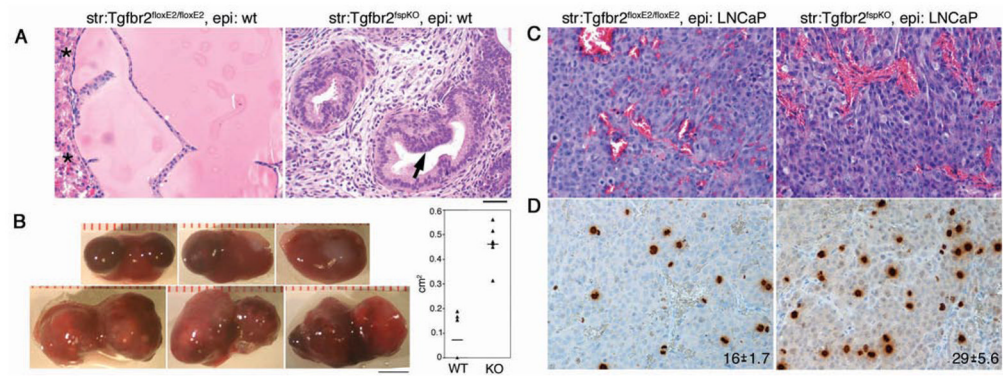 str:Tgfbr2floxE2/floxE2, epi: wt
str:Tgfbr2fspKO, epi: wt
str:Tgfbr2floxE2/floxE2, epi: LNCaP
str:Tgfbr2fspKO, epi: LNCaP
A
*
*
B
0.6
0.5
0.4
0.3
0.2
0.1
0
cm2
WT
KO
C
D
16±1.7
29±5.6